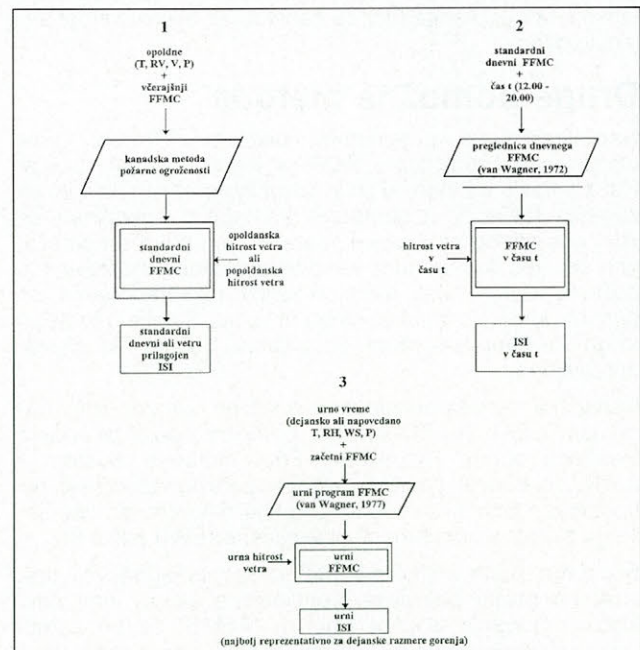 1
opoldne
(T, RV, V, P)
+
včerajšnji
FFMC
kanadska metoda
požarne ogroženosti
standardni
dnevni
FFMC
opoldanska
hitrost vetra
ali
popoldanska
hitrost vetra
standardni
dnevni ali vetru
prilagojen
ISI
2
standardni
dnevni FFMC
+
čas t (12.00 -
20.00)
preglednica dnevnega
FFMC
(van Wagner, 1972)
hitrost vetra
v
času t
FFMC
v času t
ISI
v času t
3
urno vreme
(dejansko ali napovedano
T, RH, WS, P)
+
začetni FFMC
urni program FFMC
(van Wagner, 1977)
urna hitrost
vetra
urni
FFMC
urni
ISI
(najbolj reprezentativno za dejanske razmere gorenja)